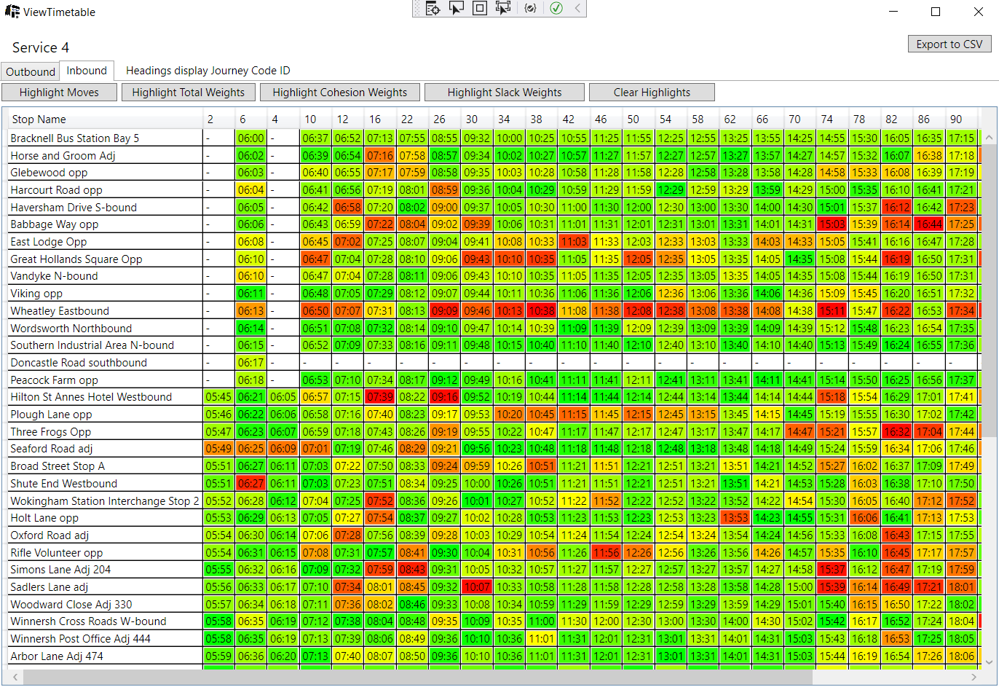 ViewTimetable
Service 4
Export to CSV
Outbound Inbound Headings display Journey Code ID
Highlight Moves Highlight Total Weights Highlight Cohesion Weights Highlight Slack Weights Clear Highlights
Stop Name 2 6 4 10 12 16 22 26 30 34 38 42 46 50 54 58 62 66 70 74 78 82 86 90
Bracknell Bus Station Bay 5 - 06:00 - 06:37 06:52 07:13 07:55 08:55 09:32 10:00 10:25 10:55 11:25 11:55 12:25 12:55 13:25 13:55 14:25 14:55 15:30 16:05 16:35 17:15
Horse and Groom Adj - 06:02 - 06:39 06:54 07:16 07:58 08:57 09:34 10:02 10:27 10:57 11:27 11:57 12:27 12:57 13:27 13:57 14:27 14:57 15:32 16:07 16:38 17:18
Glebewood opp - 06:03 - 06:40 06:55 07:17 07:59 08:58 09:35 10:03 10:28 10:58 11:28 11:58 12:28 12:58 13:28 13:58 14:28 14:58 15:33 16:08 16:39 17:19
Harcourt Road opp - 06:04 - 06:41 06:56 07:19 08:01 08:59 09:36 10:04 10:29 10:59 11:29 11:59 12:29 12:59 13:29 13:59 14:29 15:00 15:35 16:10 16:41 17:21
Haversham Drive S-bound - 06:05 - 06:42 06:58 07:20 08:02 09:00 09:37 10:05 10:30 11:00 11:30 12:00 12:30 13:00 13:30 14:00 14:30 15:01 15:37 16:12 16:42 17:23
Babbage Way opp - 06:06 - 06:43 06:59 07:22 08:04 09:02 09:39 10:06 10:31 11:01 11:31 12:01 12:31 13:01 13:31 14:01 14:31 15:03 15:39 16:14 16:44 17:25
East Lodge Opp - 06:08 - 06:45 07:02 07:25 08:07 09:04 09:41 10:08 10:33 11:03 11:33 12:03 12:33 13:03 13:33 14:03 14:33 15:05 15:41 16:16 16:47 17:28
Great Hollands Square Opp - 06:10 - 06:47 07:04 07:28 08:10 09:06 09:43 10:10 10:35 11:05 11:35 12:05 12:35 13:05 13:35 14:05 14:35 15:08 15:44 16:19 16:50 17:31
Vandyke N-bound - 06:10 - 06:47 07:04 07:28 08:11 09:06 09:43 10:10 10:35 11:05 11:35 12:05 12:35 13:05 13:35 14:05 14:35 15:08 15:44 16:19 16:50 17:31
Viking opp - 06:11 - 06:48 07:05 07:29 08:12 09:07 09:44 10:11 10:36 11:06 11:36 12:06 12:36 13:06 13:36 14:06 14:36 15:09 15:45 16:20 16:51 17:32
Wheatley Eastbound - 06:13 - 06:50 07:07 07:31 08:13 09:09 09:46 10:13 10:38 11:08 11:38 12:08 12:38 13:08 13:38 14:08 14:38 15:11 15:47 16:22 16:53 17:34
Wordsworth Northbound - 06:14 - 06:51 07:08 07:32 08:14 09:10 09:47 10:14 10:39 11:09 11:39 12:09 12:39 13:09 13:39 14:09 14:39 15:12 15:48 16:23 16:54 17:35
Southern Industrial Area N-bound - 06:15 - 06:52 07:09 07:33 08:16 09:11 09:48 10:15 10:40 11:10 11:40 12:10 12:40 13:10 13:40 14:10 14:40 15:13 15:49 16:24 16:55 17:36
Doncastle Road southbound - 06:17 - - - - - - - - - - - - - - - - - - - - - -
Peacock Farm opp - 06:18 - 06:53 07:10 07:34 08:17 09:12 09:49 10:16 10:41 11:11 11:41 12:11 12:41 13:11 13:41 14:11 14:41 15:14 15:50 16:25 16:56 17:37
Hilton St Annes Hotel Westbound 05:45 06:21 06:05 06:57 07:15 07:39 08:22 09:16 09:52 10:19 10:44 11:14 11:44 12:14 12:44 13:14 13:44 14:14 14:44 15:18 15:54 16:29 17:01 17:41
Plough Lane opp 05:46 06:22 06:06 06:58 07:16 07:40 08:23 09:17 09:53 10:20 10:45 11:15 11:45 12:15 12:45 13:15 13:45 14:15 14:45 15:19 15:55 16:30 17:02 17:42
Three Frogs Opp 05:47 06:23 06:07 06:59 07:18 07:43 08:26 09:19 09:55 10:22 10:47 11:17 11:47 12:17 12:47 13:17 13:47 14:17 14:47 15:21 15:57 16:32 17:04 17:44
Seaford Road adj 05:49 06:25 06:09 07:01 07:19 07:46 08:29 09:21 09:56 10:23 10:48 11:18 11:48 12:18 12:48 13:18 13:48 14:18 14:49 15:24 15:59 16:34 17:06 17:46
Broad Street Stop A 05:51 06:27 06:11 07:03 07:22 07:50 08:33 09:24 09:59 10:26 10:51 11:21 11:51 12:21 12:51 13:21 13:51 14:21 14:52 15:27 16:02 16:37 17:09 17:49
Shute End Westbound 05:51 06:27 06:11 07:03 07:23 07:51 08:34 09:25 10:00 10:26 10:51 11:21 11:51 12:21 12:51 13:21 13:51 14:21 14:53 15:28 16:03 16:38 17:10 17:50
Wokingham Station Interchange Stop 2 05:52 06:28 06:12 07:04 07:25 07:52 08:36 09:26 10:01 10:27 10:52 11:22 11:52 12:22 12:52 13:22 13:52 14:22 14:54 15:30 16:05 16:40 17:12 17:52
Holt Lane opp 05:53 06:29 06:13 07:05 07:27 07:54 08:37 09:27 10:02 10:28 10:53 11:23 11:53 12:23 12:53 13:23 13:53 14:23 14:55 15:31 16:06 16:41 17:13 17:53
Oxford Road adj 05:54 06:30 06:14 07:06 07:28 07:56 08:39 09:28 10:03 10:29 10:54 11:24 11:54 12:24 12:54 13:24 13:54 14:24 14:56 15:33 16:08 16:43 17:15 17:55
Rifle Volunteer opp 05:54 06:31 06:15 07:08 07:31 07:57 08:41 09:30 10:04 10:31 10:56 11:26 11:56 12:26 12:56 13:26 13:56 14:26 14:57 15:35 16:10 16:45 17:17 17:57
Simons Lane Adj 204 05:55 06:32 06:16 07:09 07:32 07:59 08:43 09:31 10:05 10:32 10:57 11:27 11:57 12:27 12:57 13:27 13:57 14:27 14:58 15:37 16:12 16:47 17:19 17:59
Sadlers Lane adj 05:56 06:33 06:17 07:10 07:34 08:01 08:45 09:32 10:07 10:33 10:58 11:28 11:58 12:28 12:58 13:28 13:58 14:28 15:00 15:39 16:14 16:49 17:21 18:01
Woodward Close Adj 330 05:57 06:34 06:18 07:11 07:36 08:02 08:46 09:33 10:08 10:34 10:59 11:29 11:59 12:29 12:59 13:29 13:59 14:29 15:01 15:40 16:15 16:50 17:22 18:02
Winnersh Cross Roads W-bound 05:58 06:35 06:19 07:12 07:38 08:04 08:48 09:35 10:09 10:35 11:00 11:30 12:00 12:30 13:00 13:30 14:00 14:30 15:02 15:42 16:17 16:52 17:24 18:04
Winnersh Post Office Adj 444 05:58 06:35 06:19 07:13 07:39 08:06 08:49 09:36 10:10 10:36 11:01 11:31 12:01 12:31 13:01 13:31 14:01 14:31 15:03 15:43 16:18 16:53 17:25 18:05
Arbor Lane Adj 474 05:59 06:36 06:20 07:13 07:40 08:07 08:50 09:36 10:10 10:36 11:01 11:31 12:01 12:31 13:01 13:31 14:01 14:31 15:03 15:44 16:19 16:54 17:26 18:06